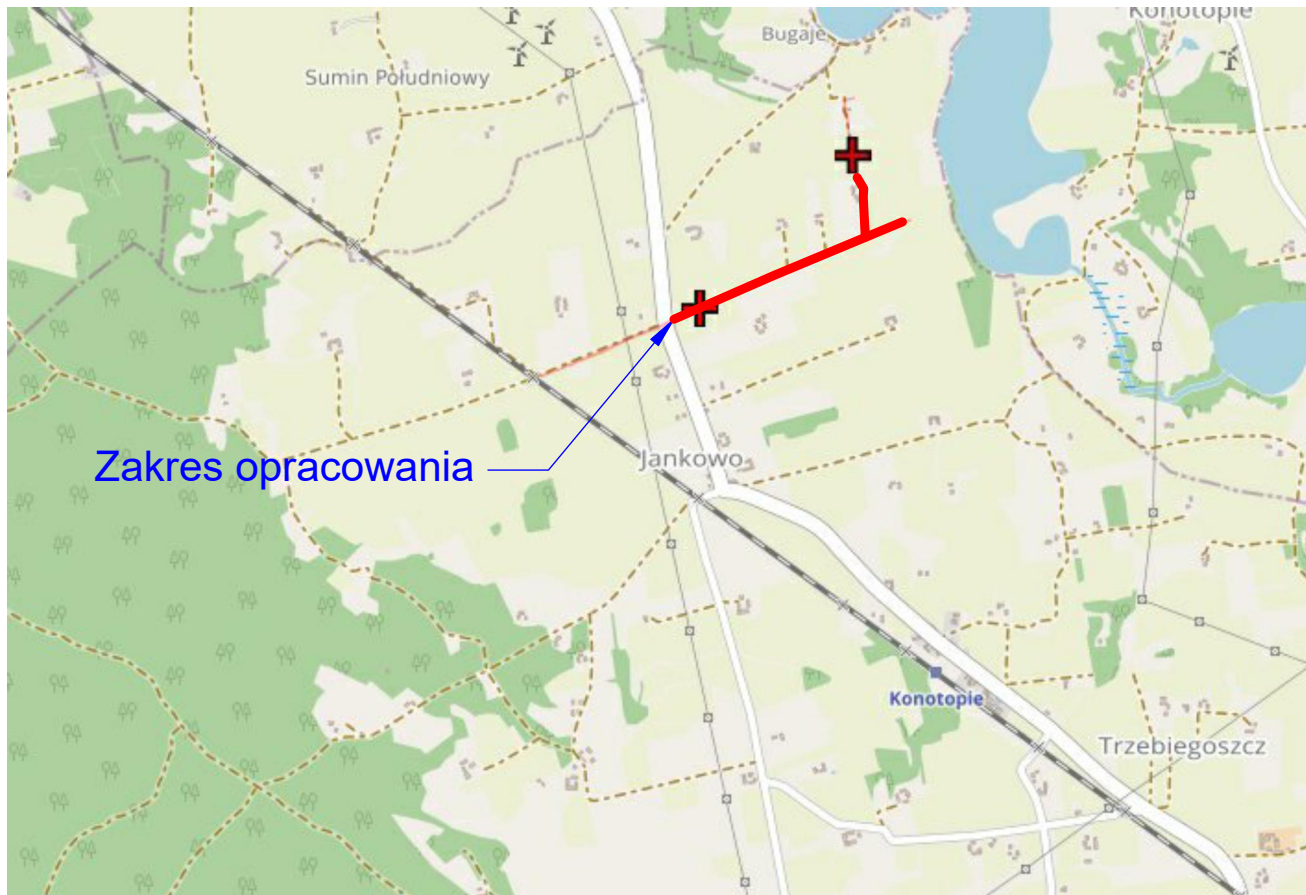 Konotopie
Bugaje
Sumin Południowy
Zakres opracowania
Jankowo
Konotopie
Trzebiegoszcz